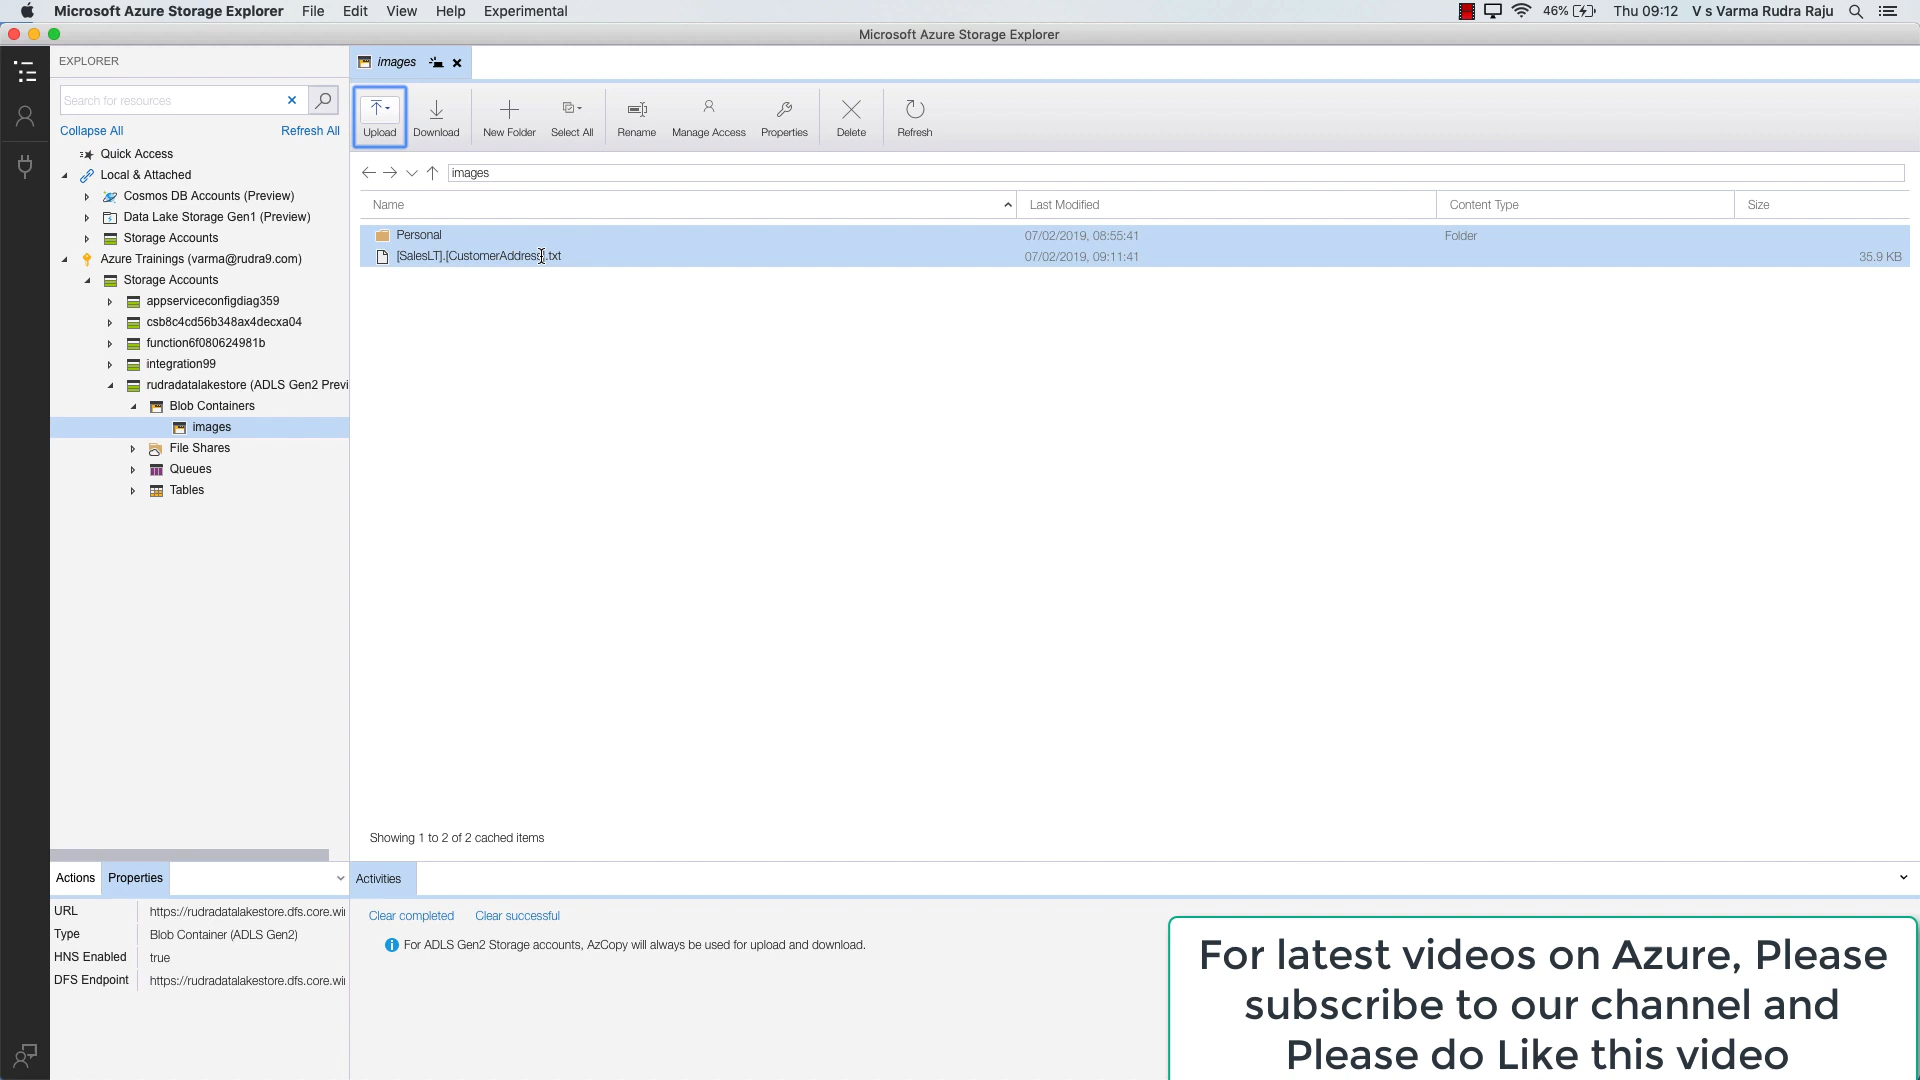 Microsoft Azure Storage Explorer File Edit View Help Experimental 46% Thu 09:12 V s Varma Rudra Raju
Microsoft Azure Storage Explorer
EXPLORER
images
Search for resources
Collapse All Refresh All
Quick Access
Local & Attached
Cosmos DB Accounts (Preview)
Data Lake Storage Gen1 (Preview)
Storage Accounts
Azure Trainings (varma@rudra9.com)
Storage Accounts
appserviceconfigdiag359
csb8c4cd56b348ax4decxa04
function6f080624981b
integration99
rudradatalakestore (ADLS Gen2 Previ
Blob Containers
images
File Shares
Queues
Tables
Upload Download New Folder Select All Rename Manage Access Properties Delete Refresh
images
Name Last Modified Content Type Size
Personal 07/02/2019, 08:55:41 Folder
[SalesLT].[CustomerAddress].txt 07/02/2019, 09:11:41 35.9 KB
Showing 1 to 2 of 2 cached items
Actions Properties
URL https://rudradatalakestore.dfs.core.wi
Type Blob Container (ADLS Gen2)
HNS Enabled true
DFS Endpoint https://rudradatalakestore.dfs.core.wi
Activities
Clear completed Clear successful
For ADLS Gen2 Storage accounts, AzCopy will always be used for upload and download.
For latest videos on Azure, Please
subscribe to our channel and
Please do Like this video